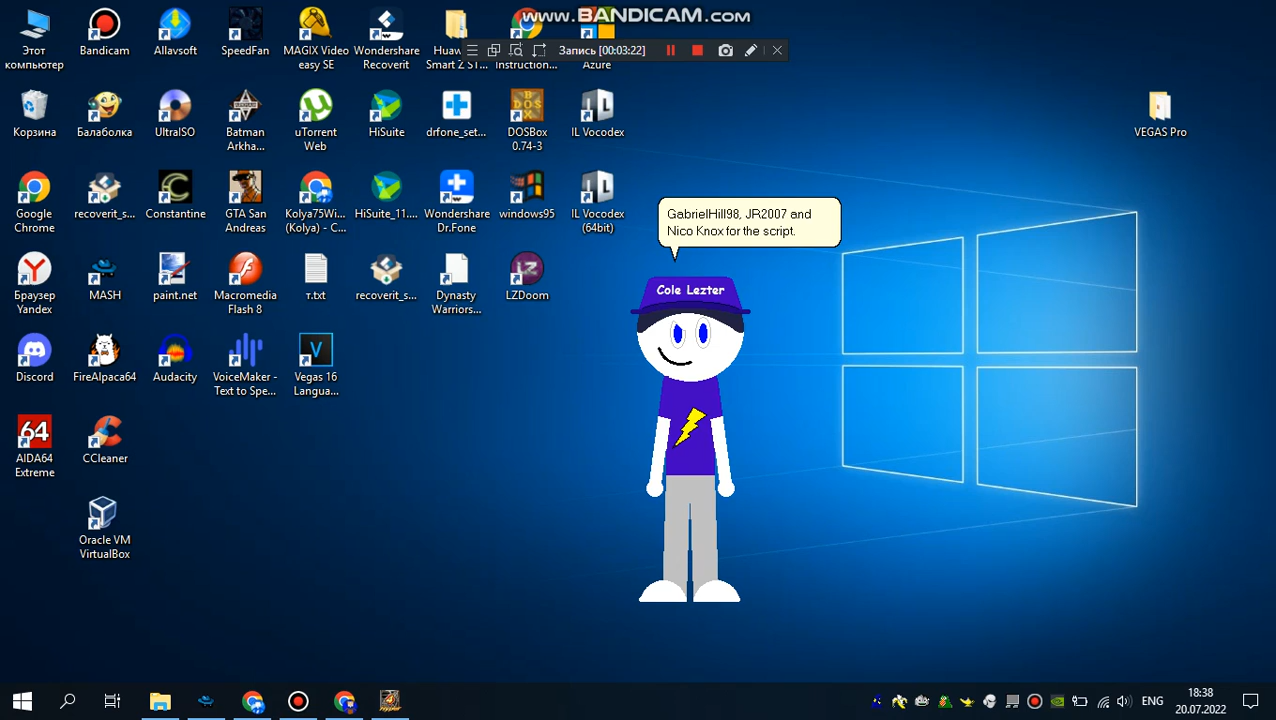 www.BANDICAM.com
Запись [00:03:22]
Этот
компьютер
Bandicam
Allavsoft
SpeedFan
MAGIX Video
easy SE
Wondershare
Recoverit
Huaw...
Smart Z ST...
Instruction...
Azure
Корзина
Балаболка
UltraISO
Batman
Arkha...
uTorrent
Web
HiSuite
drfone_set...
DOSBox
0.74-3
IL Vocodex
VEGAS Pro
Google
Chrome
recoverit_s...
Constantine
GTA San
Andreas
Kolya75Wi...
(Kolya) - C...
HiSuite_11....
Wondershare
Dr.Fone
windows95
IL Vocodex
(64bit)
GabrielHill98, JR2007 and
Nico Knox for the script.
Cole Lezter
Браузер
Yandex
MASH
paint.net
Macromedia
Flash 8
т.txt
recoverit_s...
Dynasty
Warriors...
LZDoom
Discord
FireAlpaca64
Audacity
VoiceMaker -
Text to Spe...
Vegas 16
Langua...
64
AIDA64
Extreme
CCleaner
Oracle VM
VirtualBox
ENG
18:38
20.07.2022